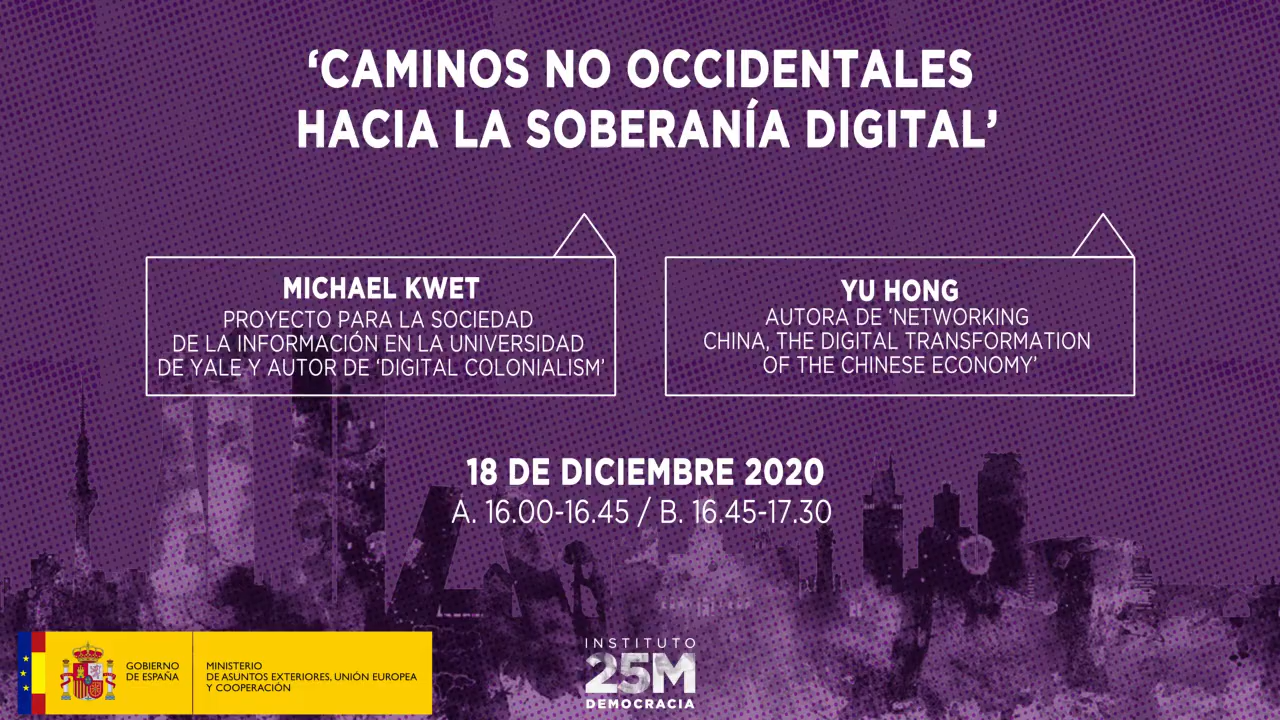 ‘CAMINOS NO OCCIDENTALES
HACIA LA SOBERANÍA DIGITAL’
MICHAEL KWET
PROYECTO PARA LA SOCIEDAD
DE LA INFORMACIÓN EN LA UNIVERSIDAD
DE YALE Y AUTOR DE ‘DIGITAL COLONIALISM’
YU HONG
AUTORA DE ‘NETWORKING
CHINA, THE DIGITAL TRANSFORMATION
OF THE CHINESE ECONOMY’
18 DE DICIEMBRE 2020
A. 16.00-16.45 / B. 16.45-17.30
GOBIERNO
DE ESPAÑA
MINISTERIO
DE ASUNTOS EXTERIORES, UNIÓN EUROPEA
Y COOPERACIÓN
INSTITUTO
25M
DEMOCRACIA